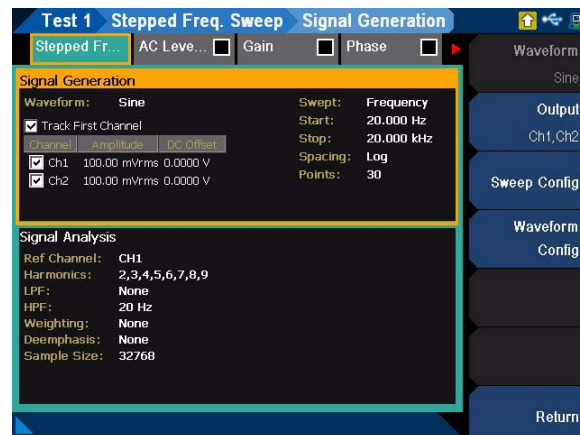 Test 1 Stepped Freq. Sweep Signal Generation
Stepped Fr... AC Leve... Gain Phase
Signal Generation
Waveform: Sine
Track First Channel
Channel Amplitude DC Offset
Ch1 100.00 mVrms 0.0000 V
Ch2 100.00 mVrms 0.0000 V
Swept: Frequency
Start: 20.000 Hz
Stop: 20.000 kHz
Spacing: Log
Points: 30
Signal Analysis
Ref Channel: CH1
Harmonics: 2,3,4,5,6,7,8,9
LPF: None
HPF: 20 Hz
Weighting: None
Deemphasis: None
Sample Size: 32768
Waveform
Sine
Output
Ch1,Ch2
Sweep Config
Waveform
Config
Return